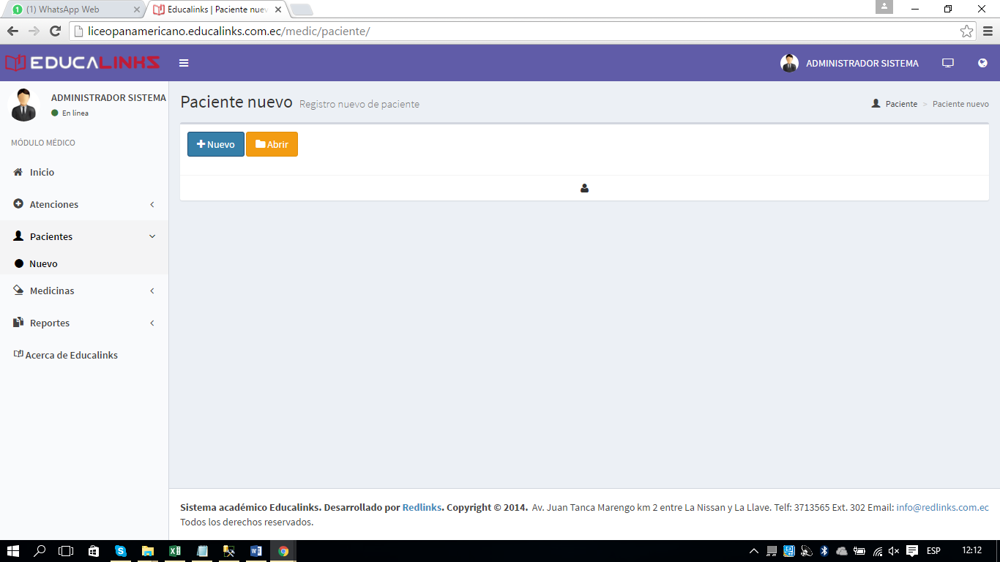 (1) WhatsApp Web
Educalinks | Paciente nuev
liceopanamericano.educalinks.com.ec/medic/paciente/
EDUCALINKS
ADMINISTRADOR SISTEMA
ADMINISTRADOR SISTEMA
En línea
MÓDULO MÉDICO
Inicio
Atenciones
Pacientes
Nuevo
Medicinas
Reportes
Acerca de Educalinks
Paciente nuevo Registro nuevo de paciente
Paciente > Paciente nuevo
Nuevo Abrir
Sistema académico Educalinks. Desarrollado por Redlinks. Copyright © 2014. Av. Juan Tanca Marengo km 2 entre La Nissan y La Llave. Telf: 3713565 Ext. 302 Email: info@redlinks.com.ec
Todos los derechos reservados.
ESP 12:12